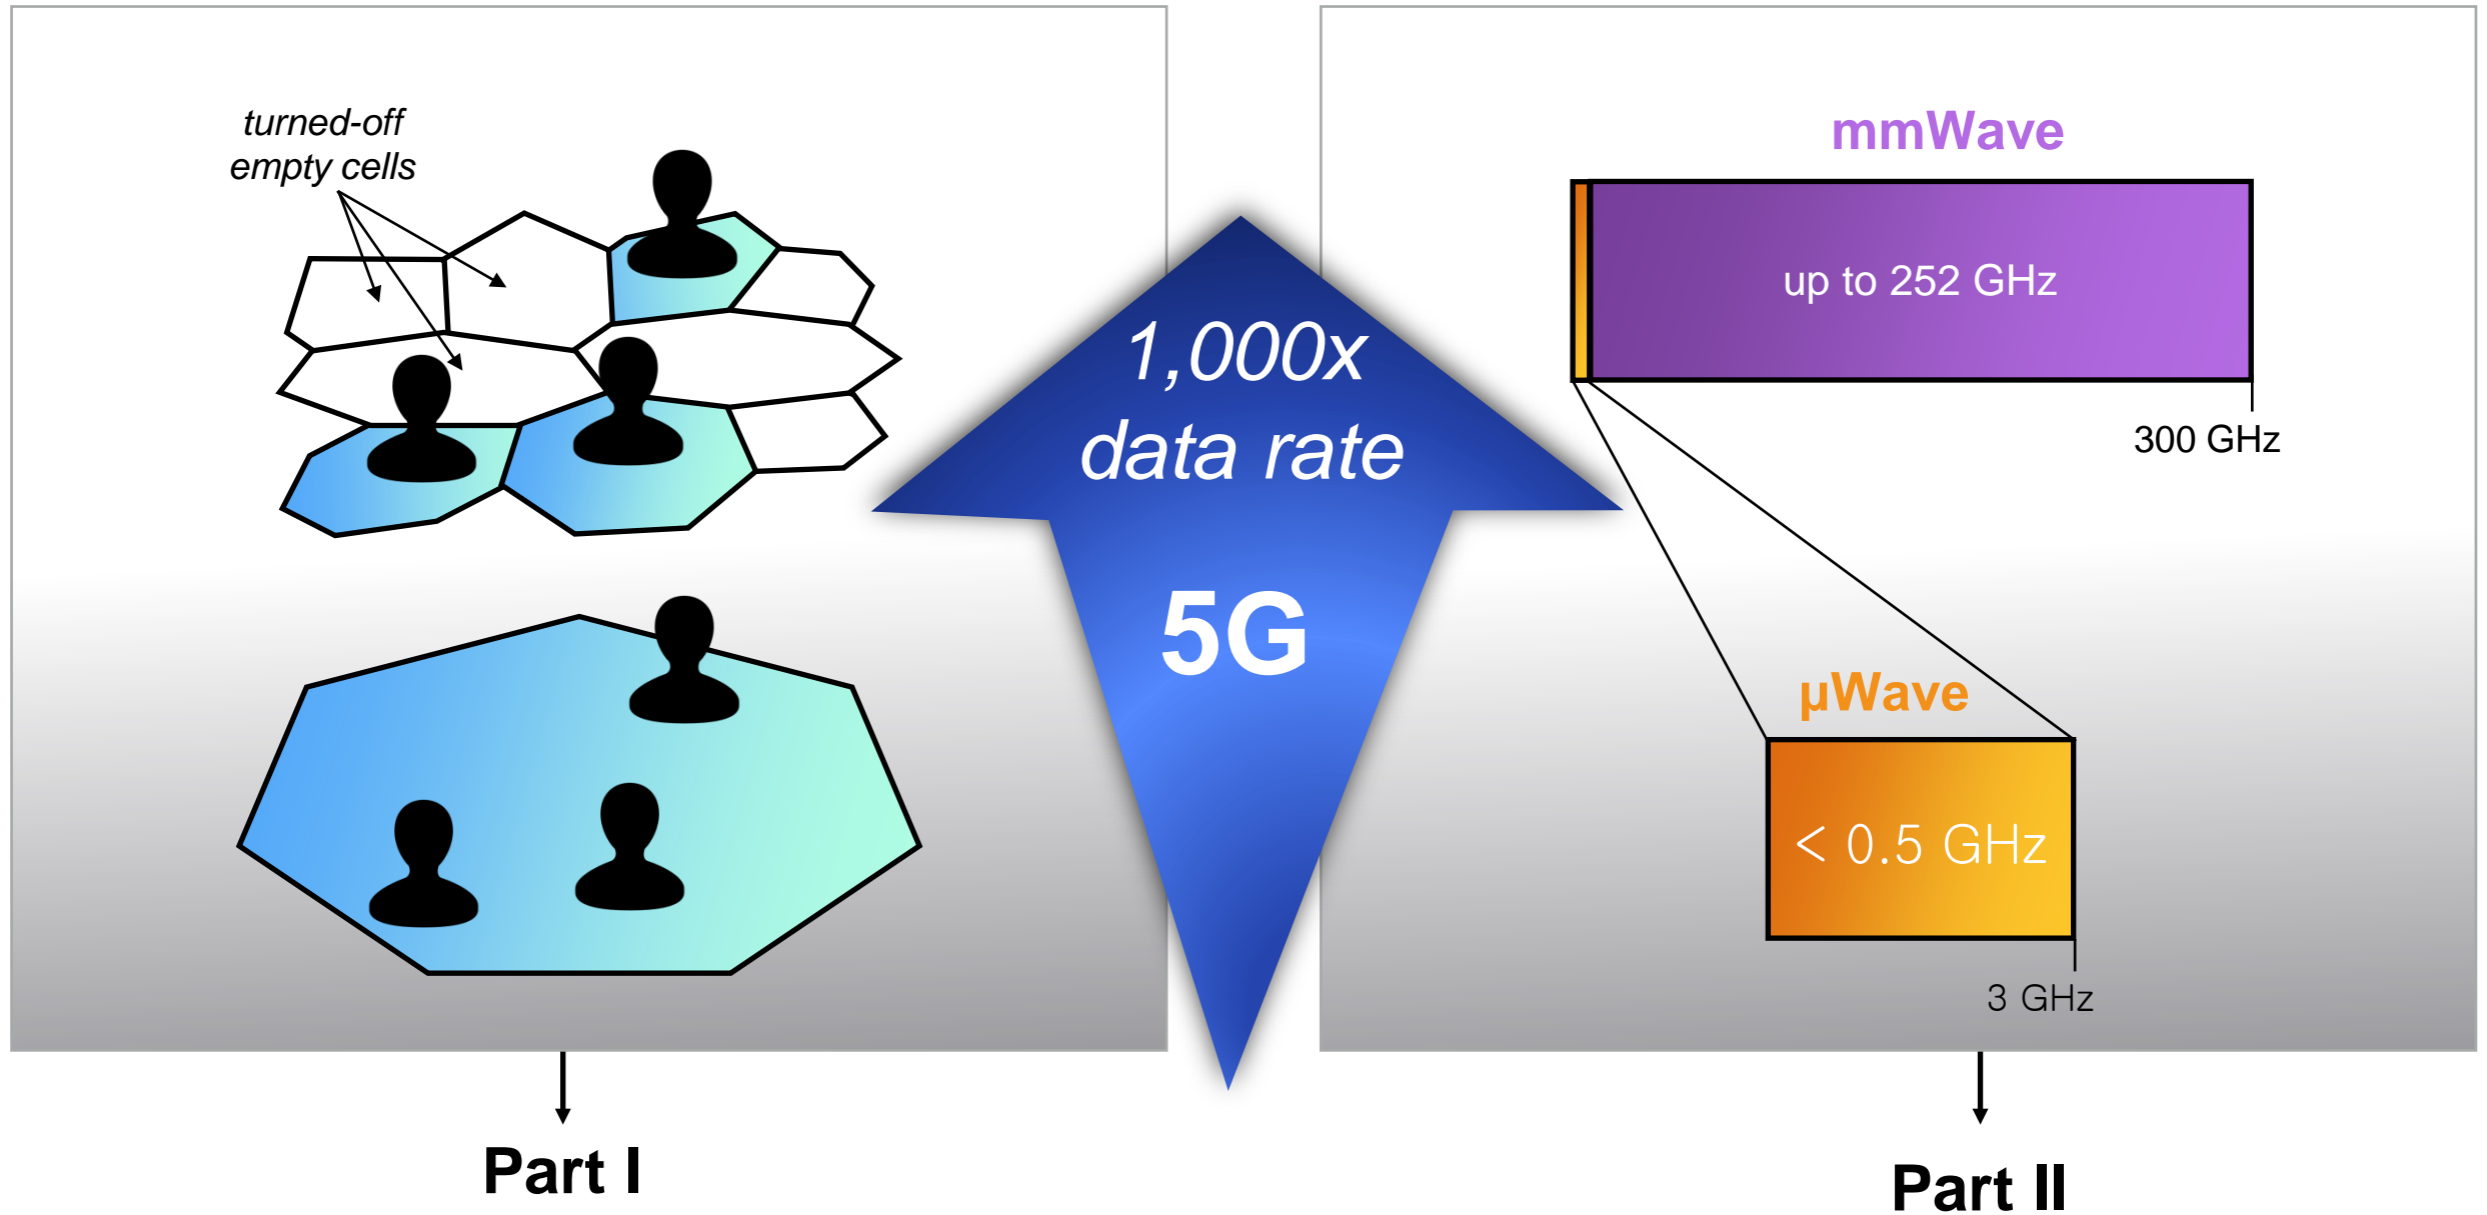 turned-off
empty cells
1,000x
data rate
5G
mmWave
up to 252 GHz
300 GHz
μWave
< 0.5 GHz
3 GHz
Part I
Part II